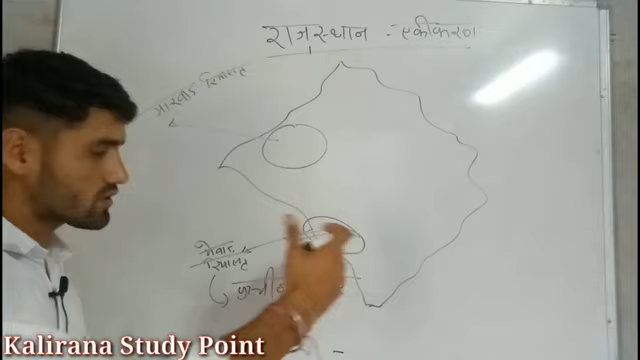 राजस्थान - एकीकरण
मारवाड रियासत
मेवाड
रियासत
Kalirana Study Point